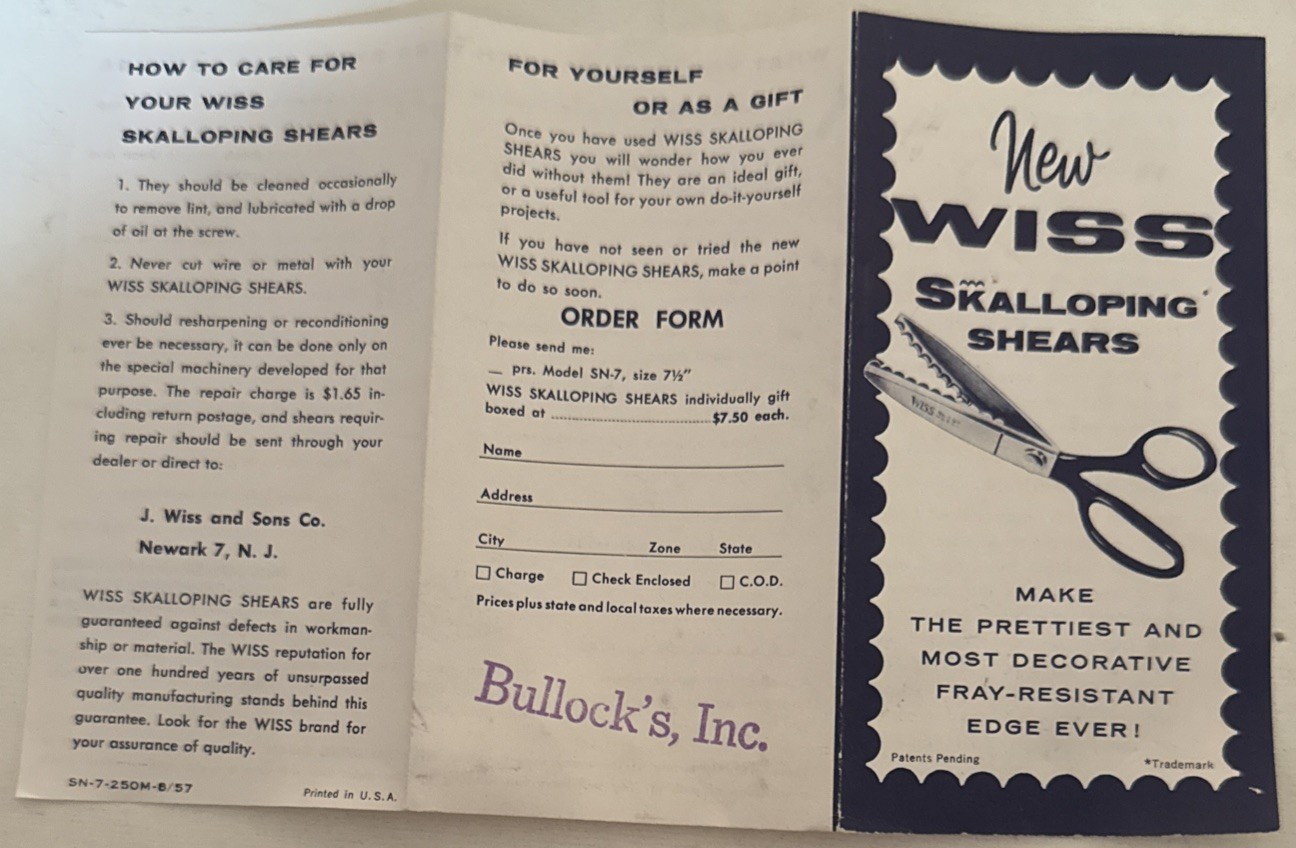 HOW TO CARE FOR
YOUR WISS
SKALLOPING SHEARS
1. They should be cleaned occasionally
to remove lint, and lubricated with a drop
of oil at the screw.
2. Never cut wire or metal with your
WISS SKALLOPING SHEARS.
3. Should resharpening or reconditioning
ever be necessary, it can be done only on
the special machinery developed for that
purpose. The repair charge is $1.65 in-
cluding return postage, and shears requir-
ing repair should be sent through your
dealer or direct to:
J. Wiss and Sons Co.
Newark 7, N. J.
WISS SKALLOPING SHEARS are fully
guaranteed against defects in workman-
ship or material. The WISS reputation for
over one hundred years of unsurpassed
quality manufacturing stands behind this
guarantee. Look for the WISS brand for
your assurance of quality.
SN-7-250M-8/57
Printed in U.S.A.
FOR YOURSELF
OR AS A GIFT
Once you have used WISS SKALLOPING
SHEARS you will wonder how you ever
did without them! They are an ideal gift,
or a useful tool for your own do-it-yourself
projects.
If you have not seen or tried the new
WISS SKALLOPING SHEARS, make a point
to do so soon.
ORDER FORM
Please send me:
__ prs. Model SN-7, size 7½"
WISS SKALLOPING SHEARS individually gift
boxed at ........................................ $7.50 each.
Name
Address
City Zone State
☐ Charge ☐ Check Enclosed ☐ C.O.D.
Prices plus state and local taxes where necessary.
Bullock's, Inc.
New
WISS
SKALLOPING*
SHEARS
WISS
MAKE
THE PRETTIEST AND
MOST DECORATIVE
FRAY-RESISTANT
EDGE EVER!
Patents Pending
*Trademark